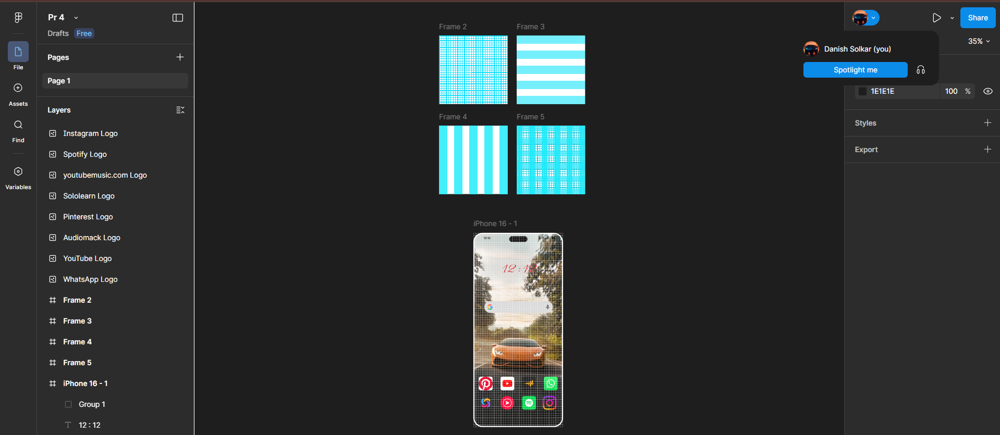 Pr 4
Drafts Free
File
Pages
Page 1
Assets
Layers
Find
Variables
Instagram Logo
Spotify Logo
youtubemusic.com Logo
Sololearn Logo
Pinterest Logo
Audiomack Logo
YouTube Logo
WhatsApp Logo
Frame 2
Frame 3
Frame 4
Frame 5
iPhone 16 - 1
Group 1
12 : 12
Frame 2
Frame 3
Frame 4
Frame 5
iPhone 16 - 1
12:12
12 : 12
Share
35%
Danish Solkar (you)
Spotlight me
1E1E1E 100 %
Styles
Export